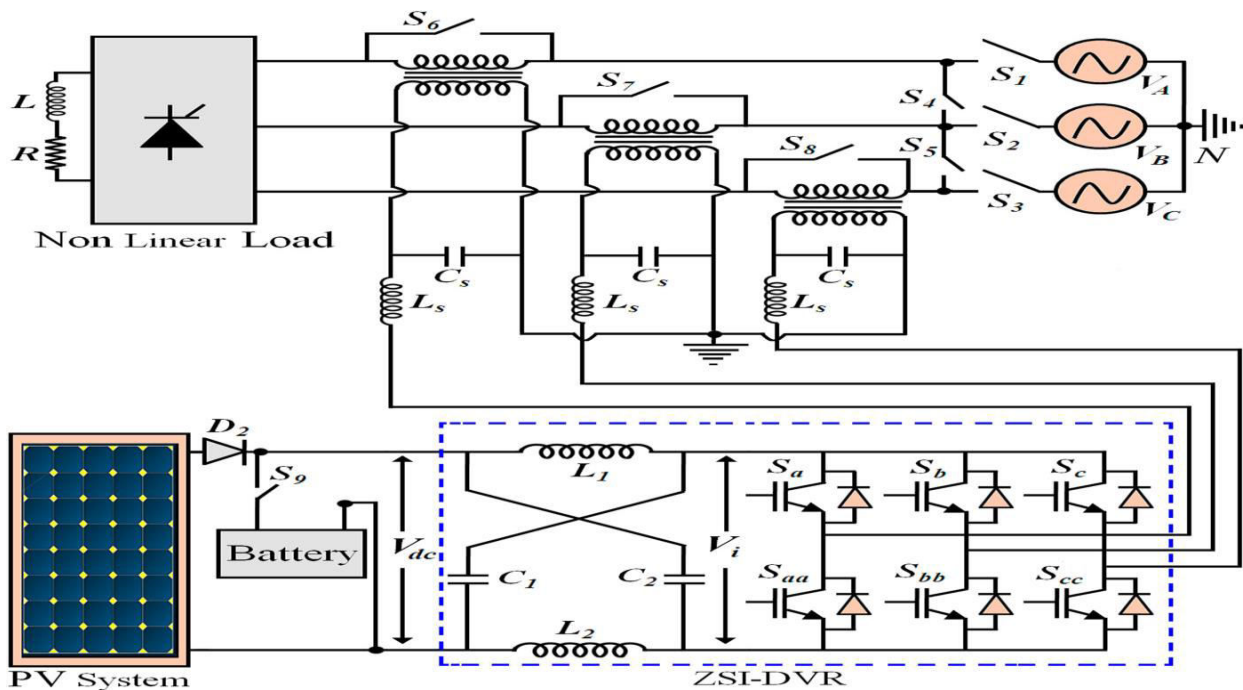 S6
S7
S8
S1
S2
S3
S4
S5
VA
VB
VC
N
L
R
Non Linear Load
Cs
Cs
Cs
Ls
Ls
Ls
D2
S9
Battery
Vdc
L1
L2
C1
C2
Vi
Sa
Sb
Sc
Saa
Sbb
Scc
PV System
ZSI-DVR